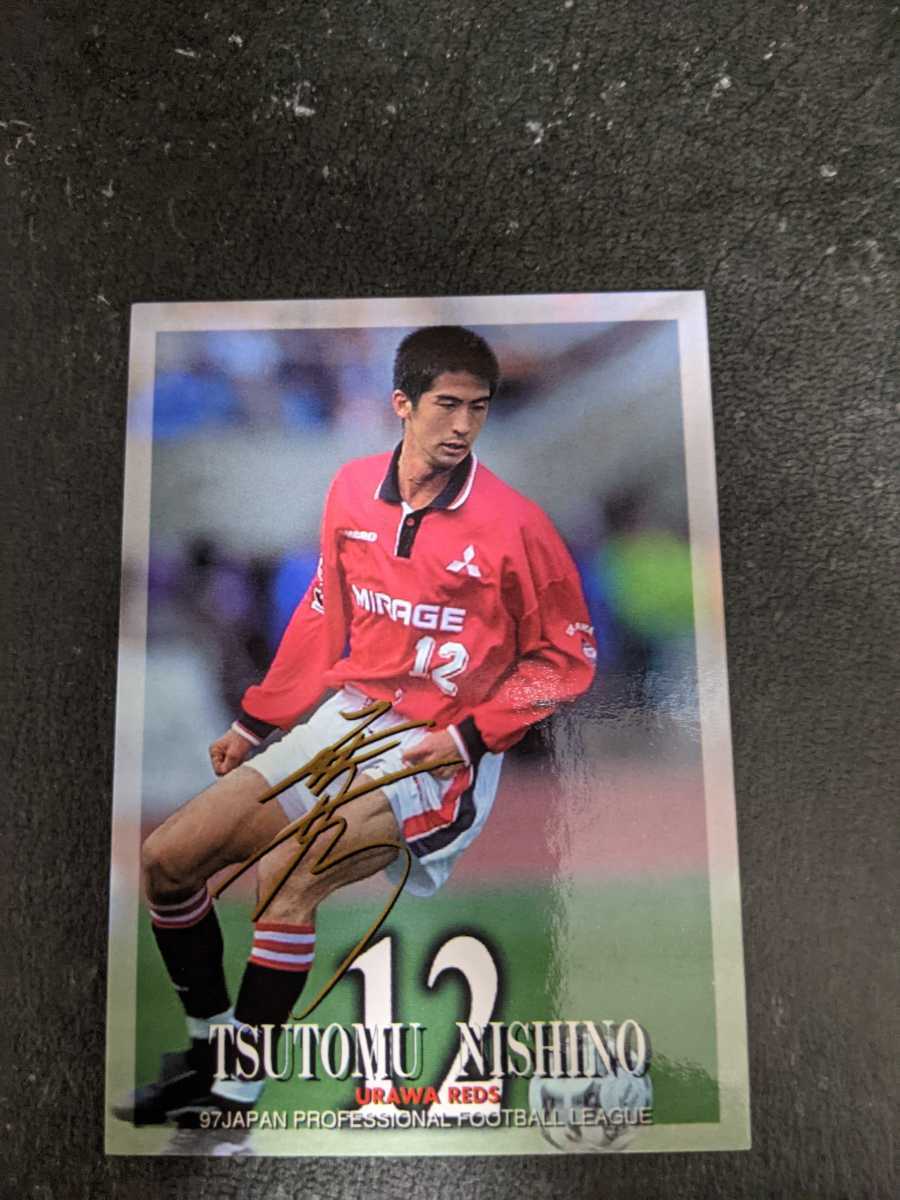 MIRAGE
12
12
TSUTOMU NISHINO
URAWA REDS
97JAPAN PROFESSIONAL FOOTBALL LEAGUE